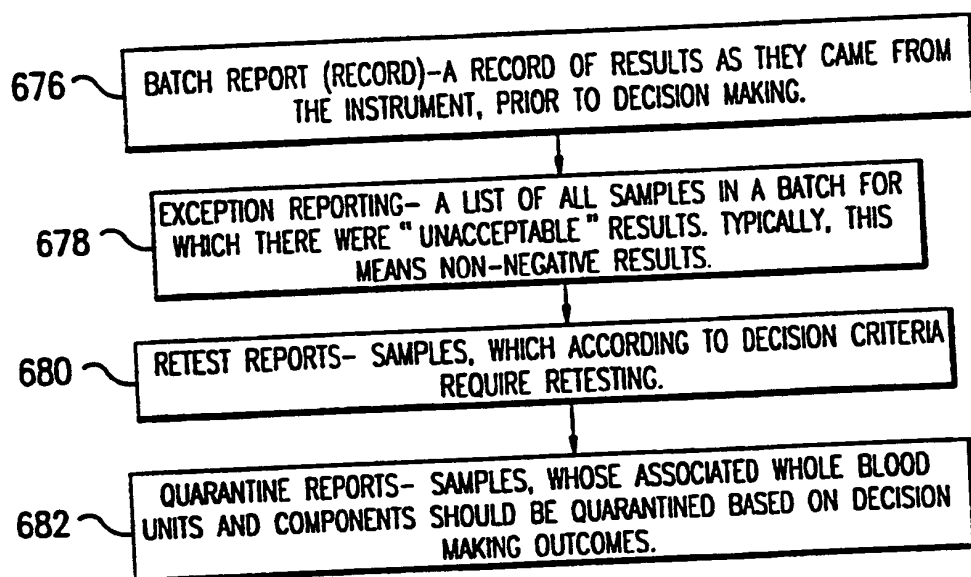 676
BATCH REPORT (RECORD)-A RECORD OF RESULTS AS THEY CAME FROM
THE INSTRUMENT, PRIOR TO DECISION MAKING.
678
EXCEPTION REPORTING- A LIST OF ALL SAMPLES IN A BATCH FOR
WHICH THERE WERE "UNACCEPTABLE" RESULTS. TYPICALLY, THIS
MEANS NON-NEGATIVE RESULTS.
680
RETEST REPORTS- SAMPLES, WHICH ACCORDING TO DECISION CRITERIA
REQUIRE RETESTING.
682
QUARANTINE REPORTS- SAMPLES, WHOSE ASSOCIATED WHOLE BLOOD
UNITS AND COMPONENTS SHOULD BE QUARANTINED BASED ON DECISION
MAKING OUTCOMES.